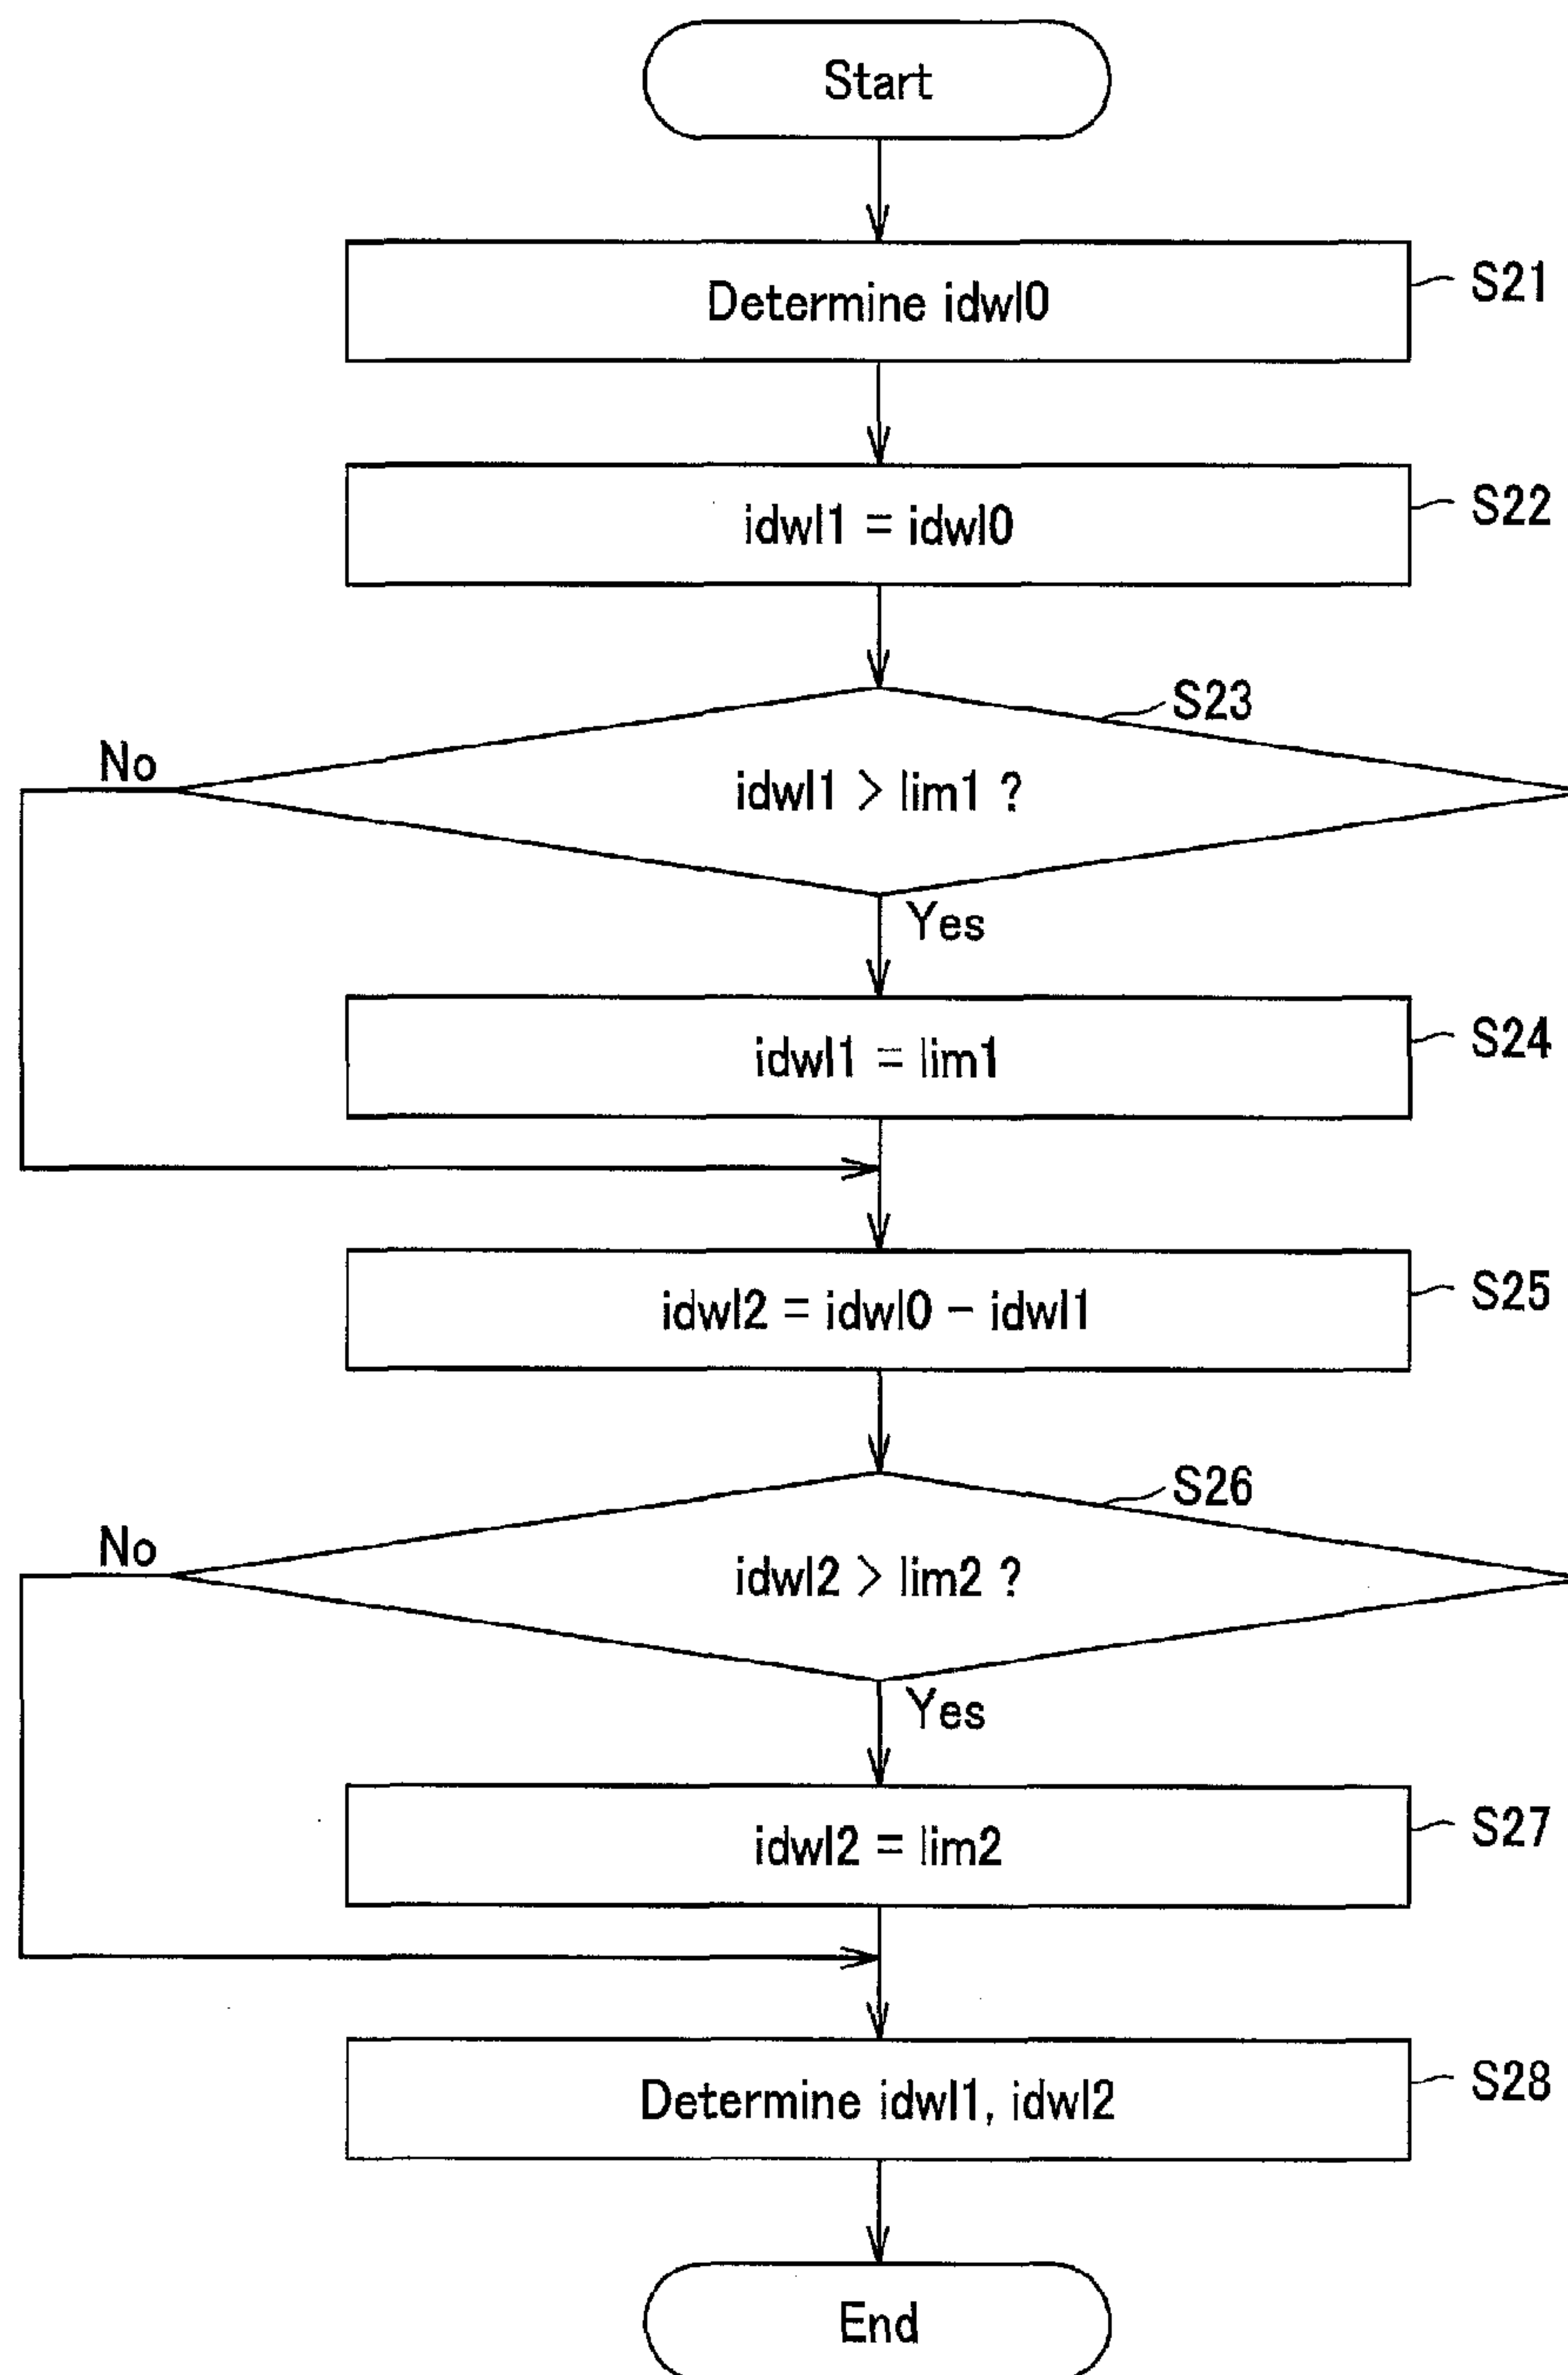 Start
Determine idwl0
S21
idwl1 = idwl0
S22
S23
No
idwl1 > lim1 ?
Yes
idwl1 = lim1
S24
idwl2 = idwl0 - idwl1
S25
S26
No
idwl2 > lim2 ?
Yes
idwl2 = lim2
S27
Determine idwl1, idwl2
S28
End